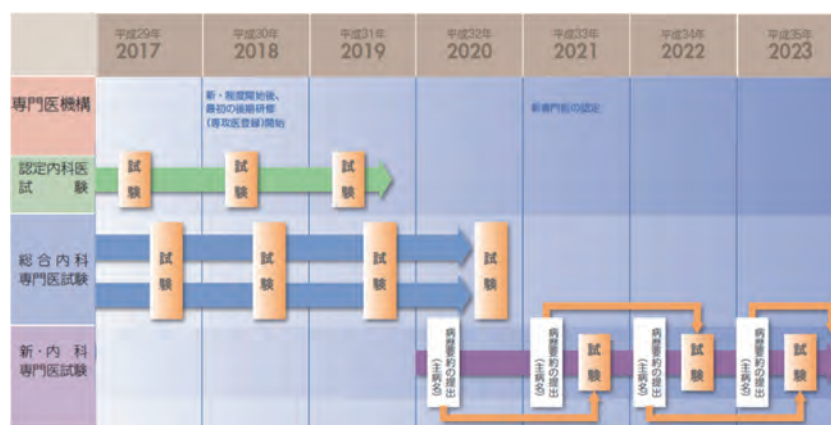 平成29年
2017
平成30年
2018
平成31年
2019
平成32年
2020
平成33年
2021
平成34年
2022
平成35年
2023
専門医機構
新・制度開始後、
最初の後期研修
(専攻医登録)開始
新専門医の認定
認定内科医
試験
試験
試験
試験
総合内科
専門医試験
試験
試験
試験
試験
新・内科
専門医試験
病歴要約の提出
(主病名)
病歴要約の提出
(主病名)
試験
病歴要約の提出
(主病名)
試験
病歴要約の提出
(主病名)
試験